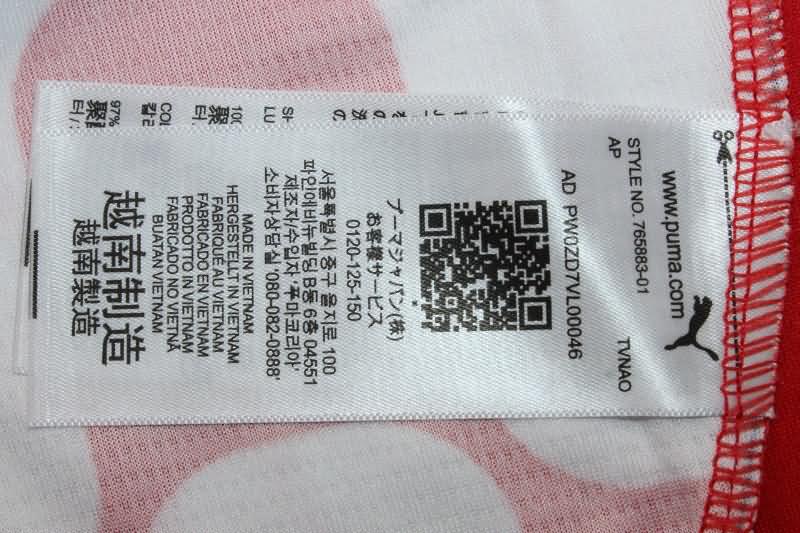 www.puma.com
STYLE NO. 765883-01
AP
TVNAO
AD PW0ZD7VL00046
プーマジャパン(株)
お客様サービス
0120-125-150
서울특별시 중구 을지로 100
파인에비뉴빌딩 B동 6층 04551
제조자/수입자 '푸마코리아'
소비자상담실 '080-082-0888'
MADE IN VIETNAM
HERGESTELLT IN VIETNAM
FABRIQUÉ AU VIETNAM
FABRICADO EN VIETNAM
PRODOTTO IN VIETNAM
FABRICADO NO VIETNÃ
BUATAN VIETNAM
越南制造
越南製造
97%